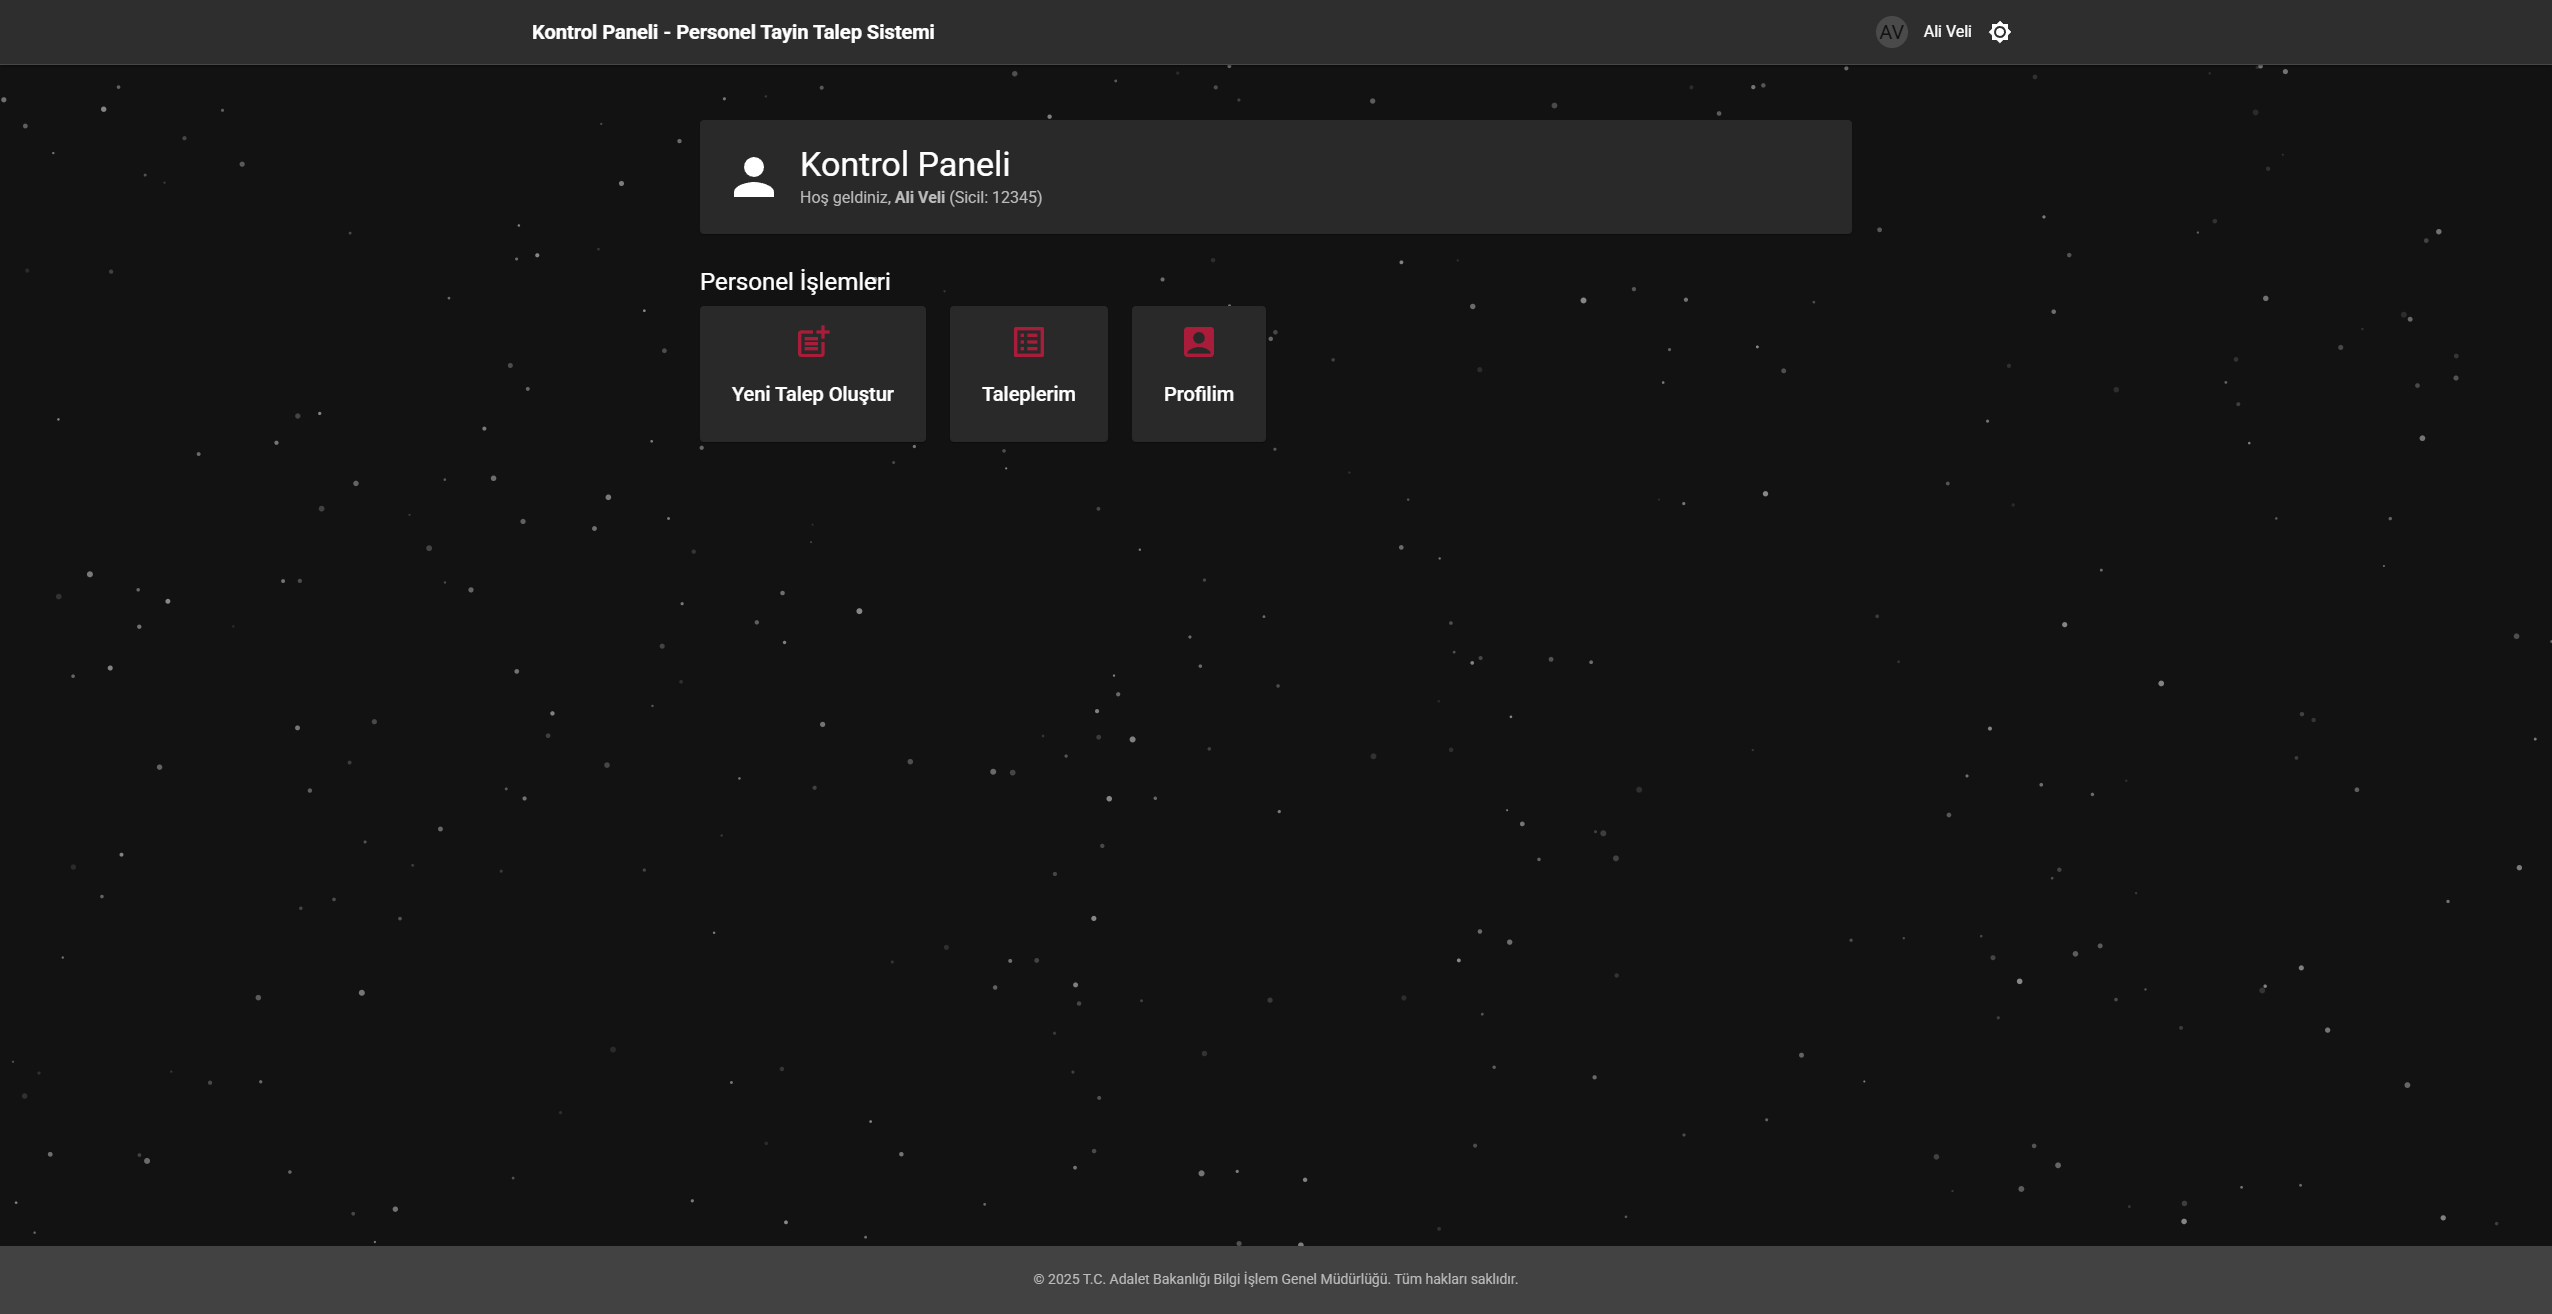 Kontrol Paneli - Personel Tayin Talep Sistemi
AV Ali Veli
Kontrol Paneli
Hoş geldiniz, Ali Veli (Sicil: 12345)
Personel İşlemleri
Yeni Talep Oluştur
Taleplerim
Profilim
© 2025 T.C. Adalet Bakanlığı Bilgi İşlem Genel Müdürlüğü. Tüm hakları saklıdır.